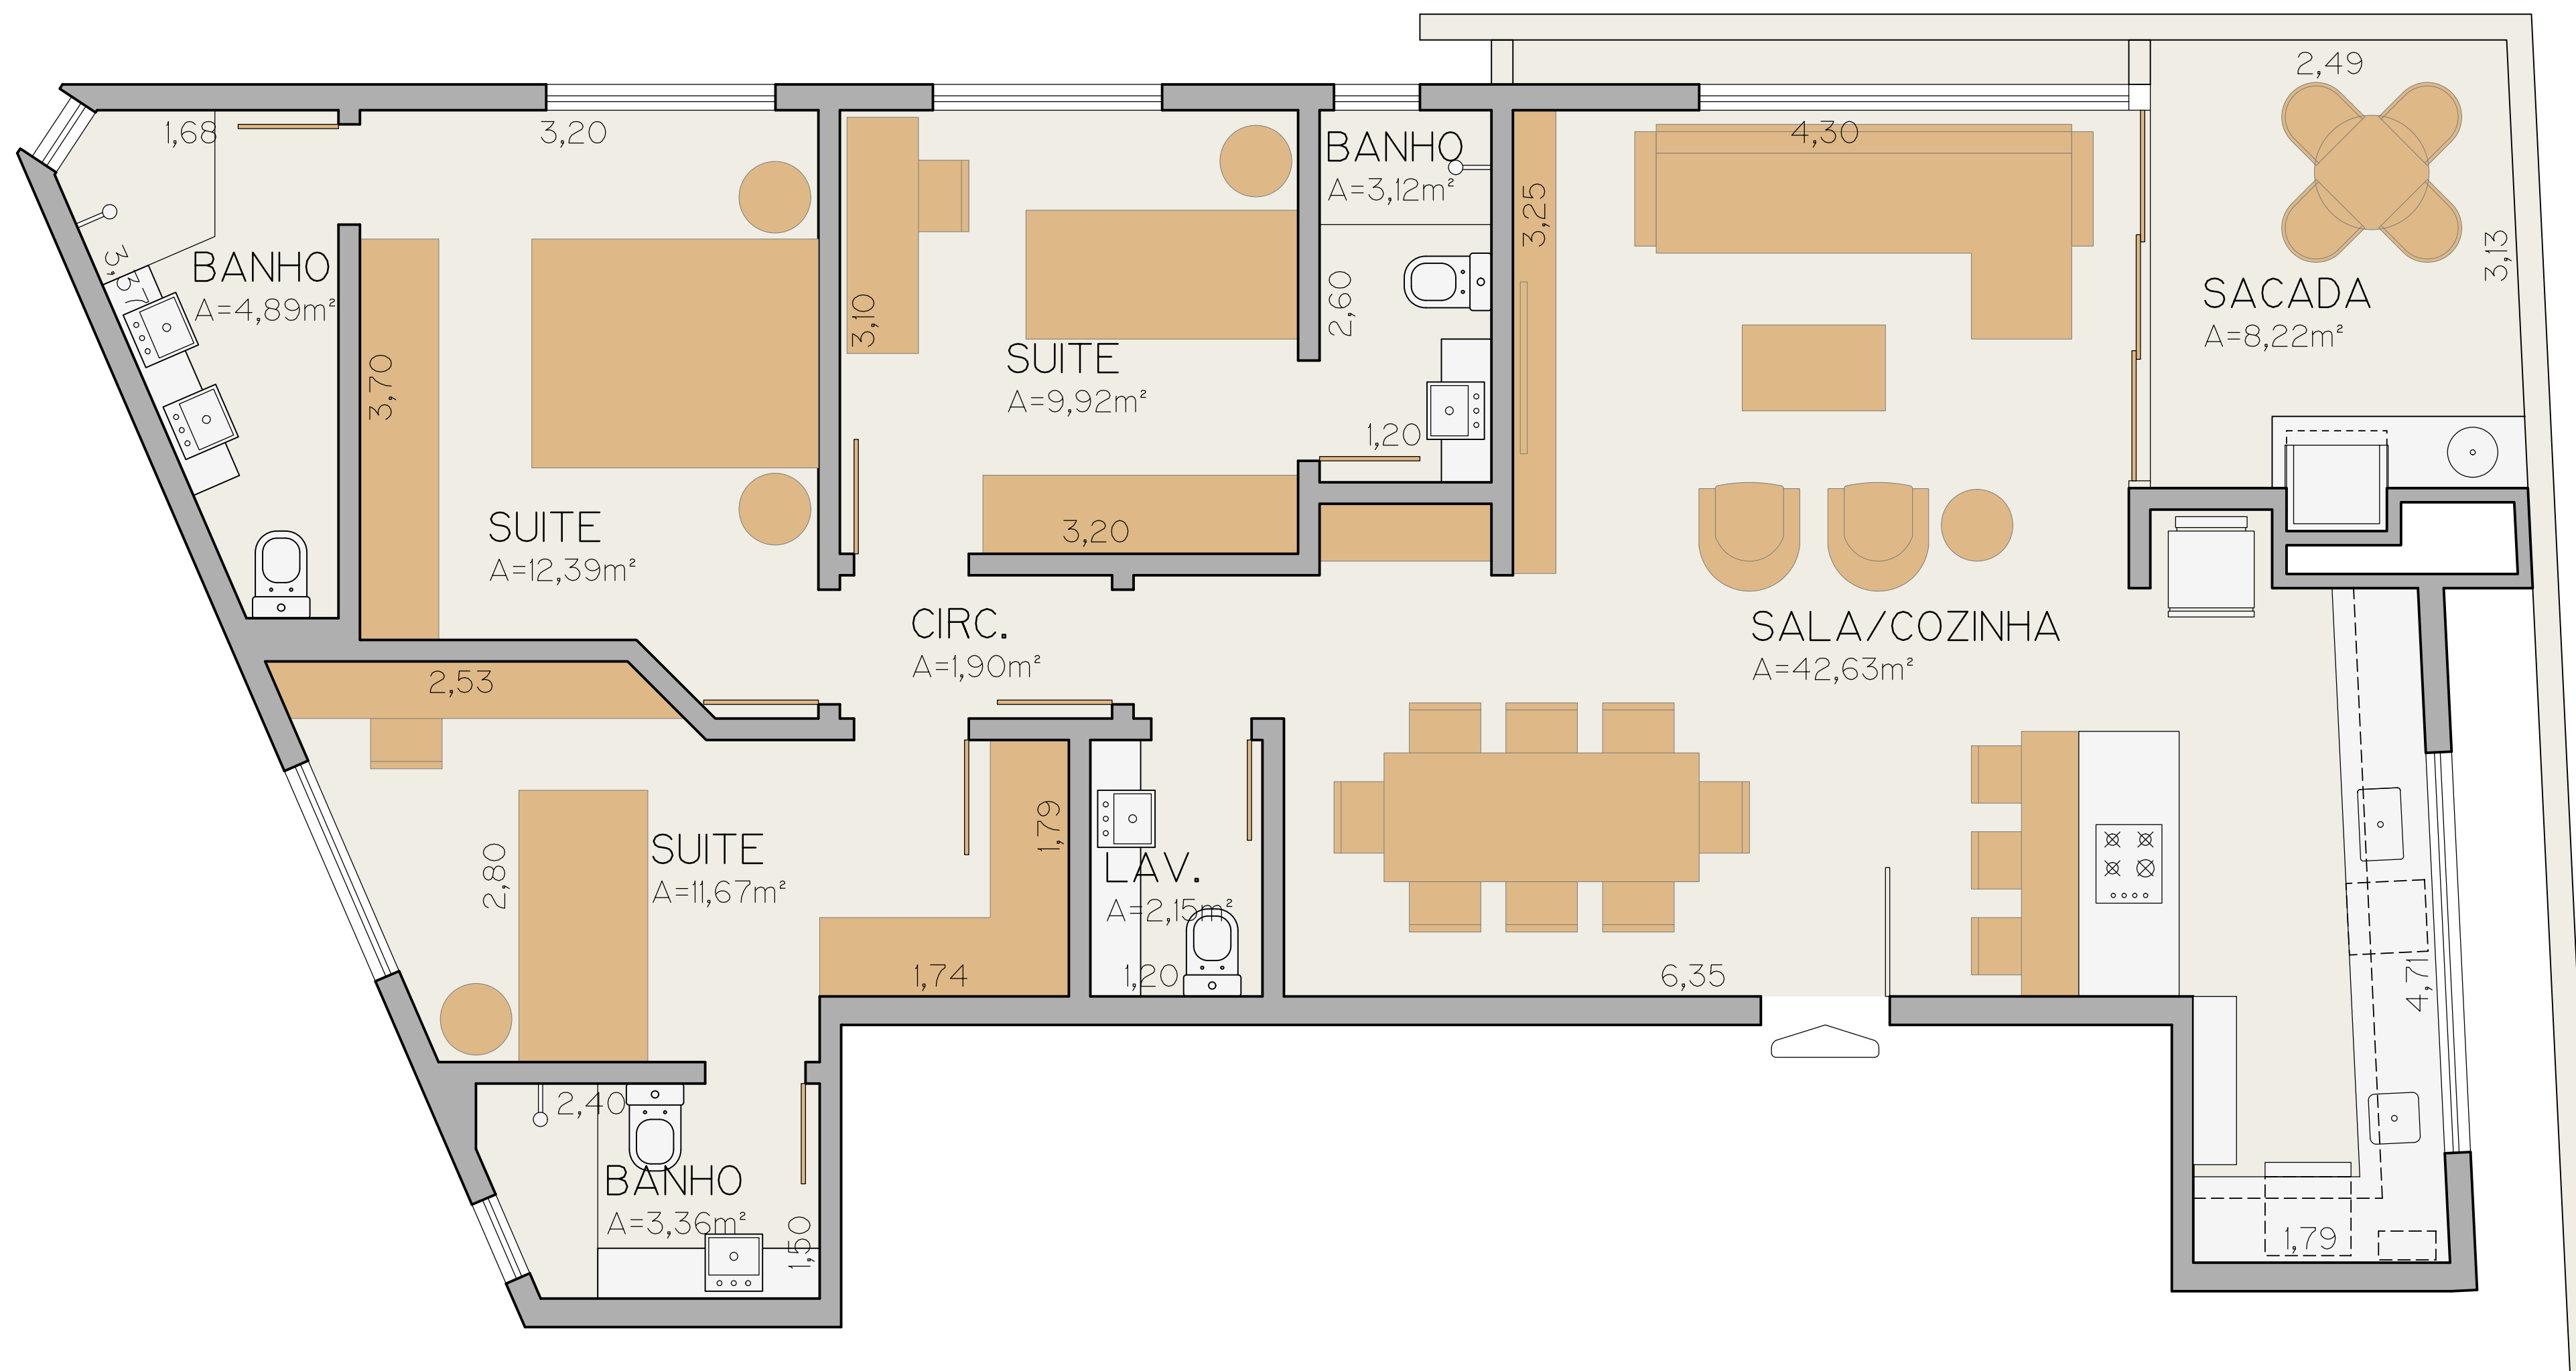 2,49
1,68
3,20
4,30
BANHO
A=3,12m²
3,25
3,13
3,37
BANHO
A=4,89m²
3,10
2,60
SACADA
A=8,22m²
SUITE
A=9,92m²
3,70
1,20
SUITE
A=12,39m²
3,20
CIRC.
A=1,90m²
SALA/COZINHA
A=42,63m²
2,53
SUITE
A=11,67m²
2,80
1,79
LAV.
A=2,15m²
1,74
1,20
6,35
4,71
2,40
BANHO
A=3,36m²
1,50
1,79